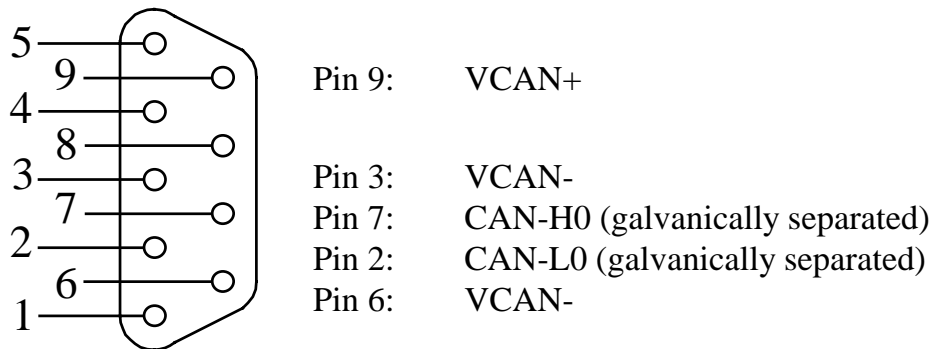 5
9
Pin 9: VCAN+
4
8
3
Pin 3: VCAN-
7
Pin 7: CAN-H0 (galvanically separated)
2
Pin 2: CAN-L0 (galvanically separated)
6
Pin 6: VCAN-
1